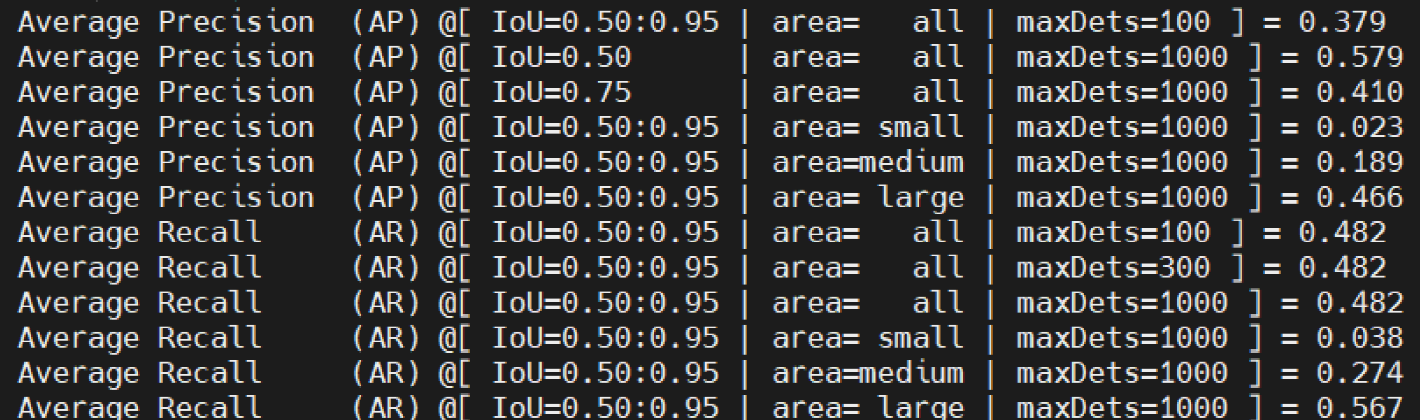 Average Precision  (AP) @[ IoU=0.50:0.95 | area=   all | maxDets=100 ] = 0.379
Average Precision  (AP) @[ IoU=0.50      | area=   all | maxDets=1000 ] = 0.579
Average Precision  (AP) @[ IoU=0.75      | area=   all | maxDets=1000 ] = 0.410
Average Precision  (AP) @[ IoU=0.50:0.95 | area= small | maxDets=1000 ] = 0.023
Average Precision  (AP) @[ IoU=0.50:0.95 | area=medium | maxDets=1000 ] = 0.189
Average Precision  (AP) @[ IoU=0.50:0.95 | area= large | maxDets=1000 ] = 0.466
Average Recall     (AR) @[ IoU=0.50:0.95 | area=   all | maxDets=100 ] = 0.482
Average Recall     (AR) @[ IoU=0.50:0.95 | area=   all | maxDets=300 ] = 0.482
Average Recall     (AR) @[ IoU=0.50:0.95 | area=   all | maxDets=1000 ] = 0.482
Average Recall     (AR) @[ IoU=0.50:0.95 | area= small | maxDets=1000 ] = 0.038
Average Recall     (AR) @[ IoU=0.50:0.95 | area=medium | maxDets=1000 ] = 0.274
Average Recall     (AR) @[ IoU=0.50:0.95 | area= large | maxDets=1000 ] = 0.567